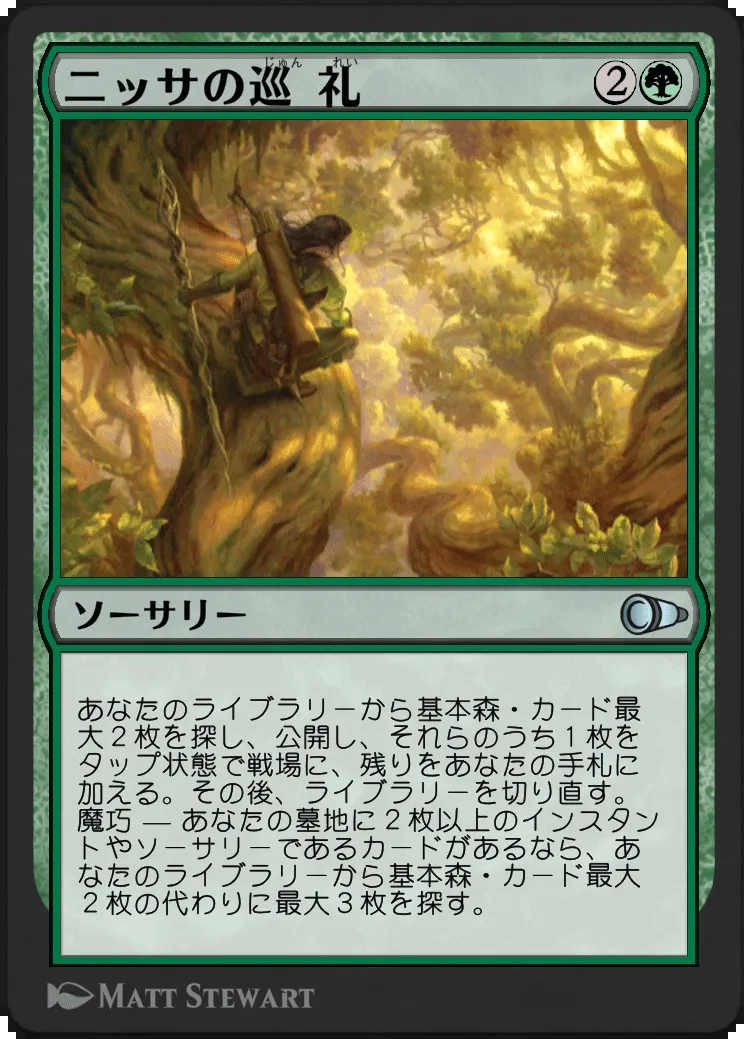 ニッサの巡礼
じゅん れい
2
ソーサリー
あなたのライブラリーから基本森・カード最
大２枚を探し、公開し、それらのうち１枚を
タップ状態で戦場に、残りをあなたの手札に
加える。その後、ライブラリーを切り直す。
魔巧 — あなたの墓地に２枚以上のインスタン
トやソーサリーであるカードがあるなら、あ
なたのライブラリーから基本森・カード最大
２枚の代わりに最大３枚を探す。
MATT STEWART